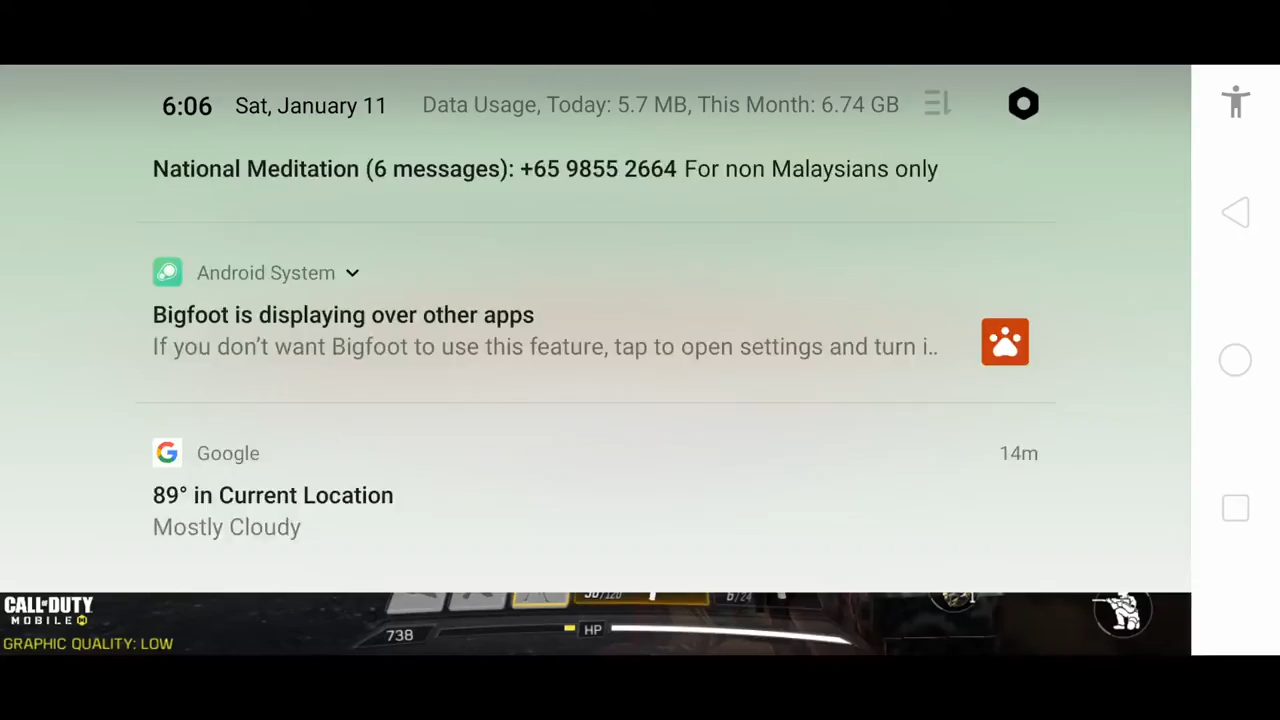 6:06 Sat, January 11 Data Usage, Today: 5.7 MB, This Month: 6.74 GB
National Meditation (6 messages): +65 9855 2664 For non Malaysians only
Android System
Bigfoot is displaying over other apps
If you don’t want Bigfoot to use this feature, tap to open settings and turn i..
Google 14m
89° in Current Location
Mostly Cloudy
CALL OF DUTY
MOBILE
GRAPHIC QUALITY: LOW
738 HP